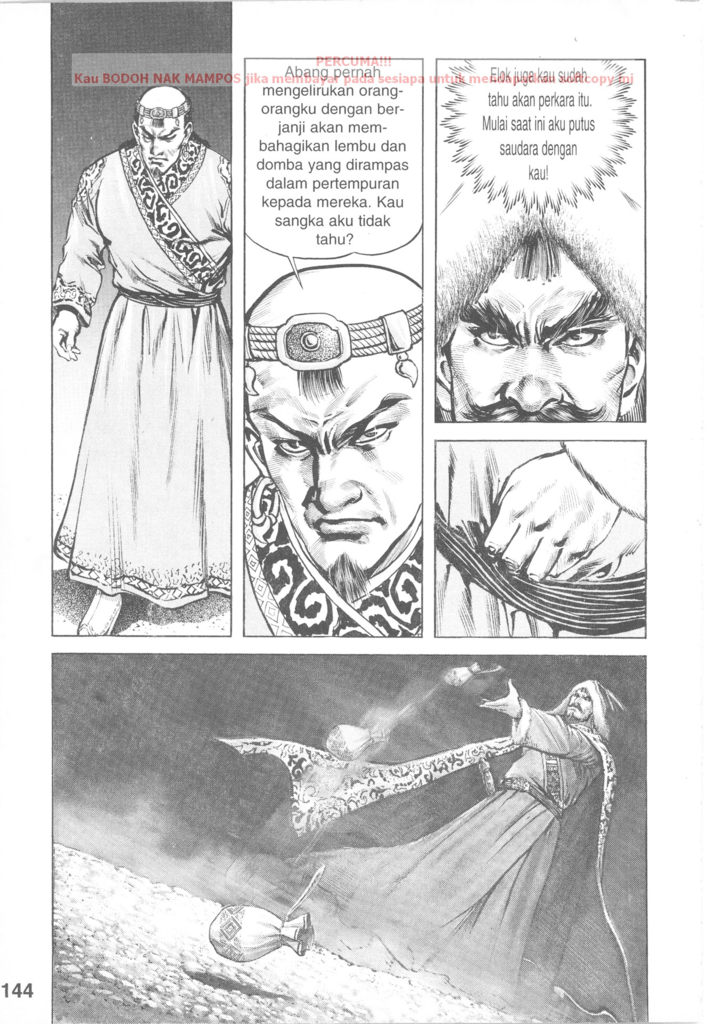 PERCUMA!!!
Kau BODOH NAK MAMPOS jika membayar pada sesiapa untuk
Abang pernah
mengelirukan orang-
orangku dengan ber-
janji akan mem-
bahagikan lembu dan
domba yang dirampas
dalam pertempuran
kepada mereka. Kau
sangka aku tidak
tahu?
Elok juga kau sudah
tahu akan perkara itu.
Mulai saat ini aku putus
saudara dengan
kau!
144